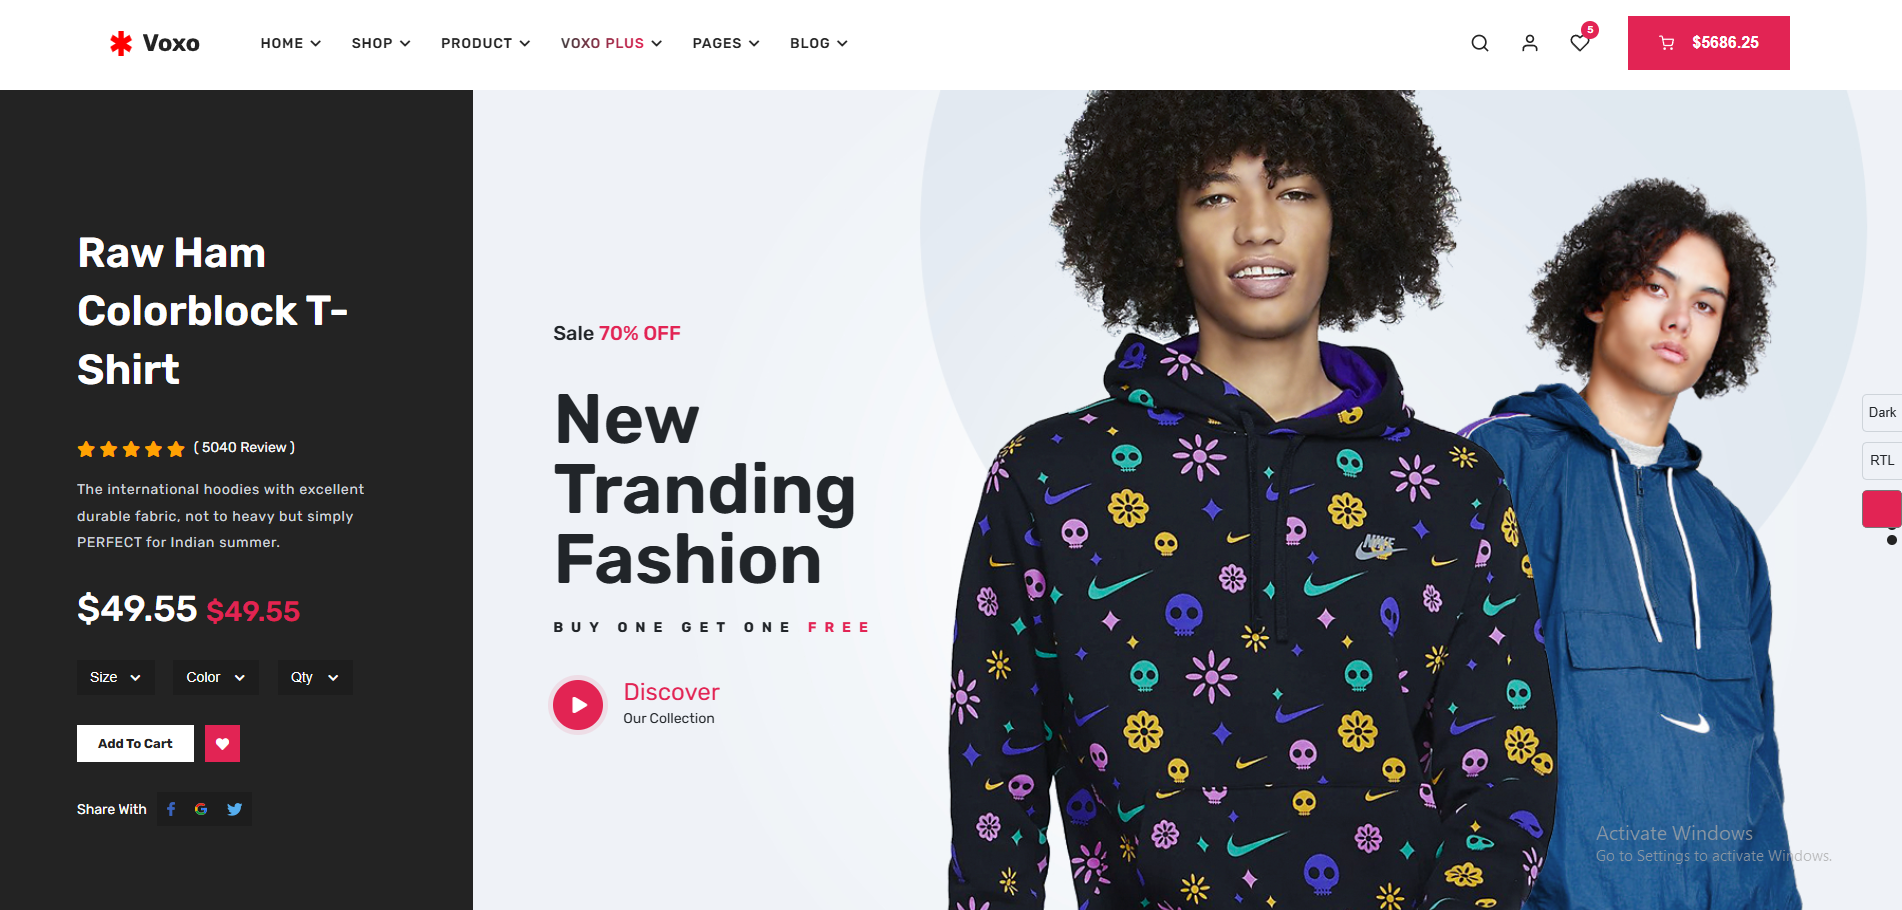 Voxo
HOME
SHOP
PRODUCT
VOXO PLUS
PAGES
BLOG
5
$5686.25
Raw Ham
Colorblock T-
Shirt
( 5040 Review )
The international hoodies with excellent
durable fabric, not to heavy but simply
PERFECT for Indian summer.
$49.55 $49.55
Size
Color
Qty
Add To Cart
Share With
Sale 70% OFF
New
Tranding
Fashion
BUY ONE GET ONE FREE
Discover
Our Collection
NIKE
Dark
RTL
Activate Windows
Go to Settings to activate Windows.